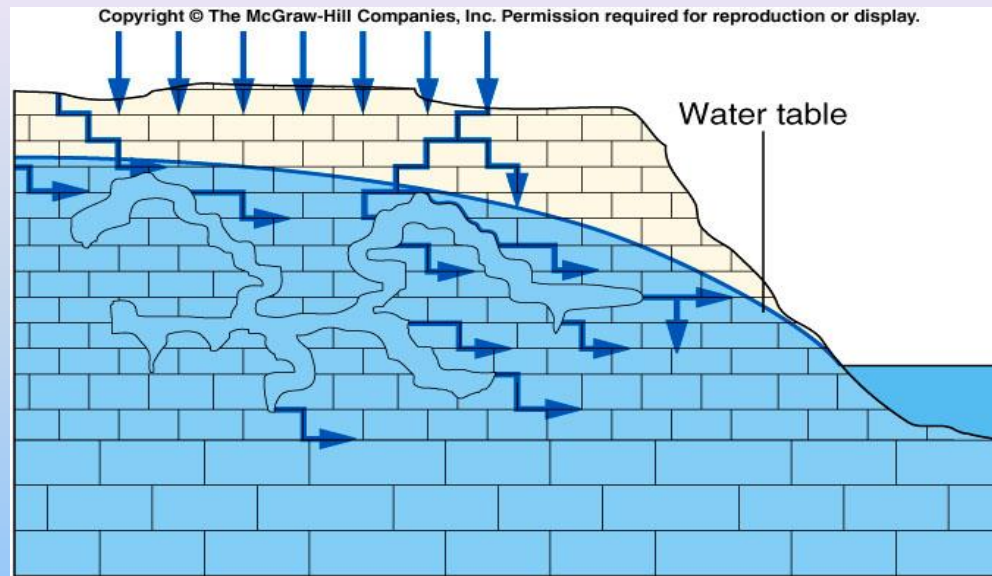 Copyright © The McGraw-Hill Companies, Inc. Permission required for reproduction or display.
Water table